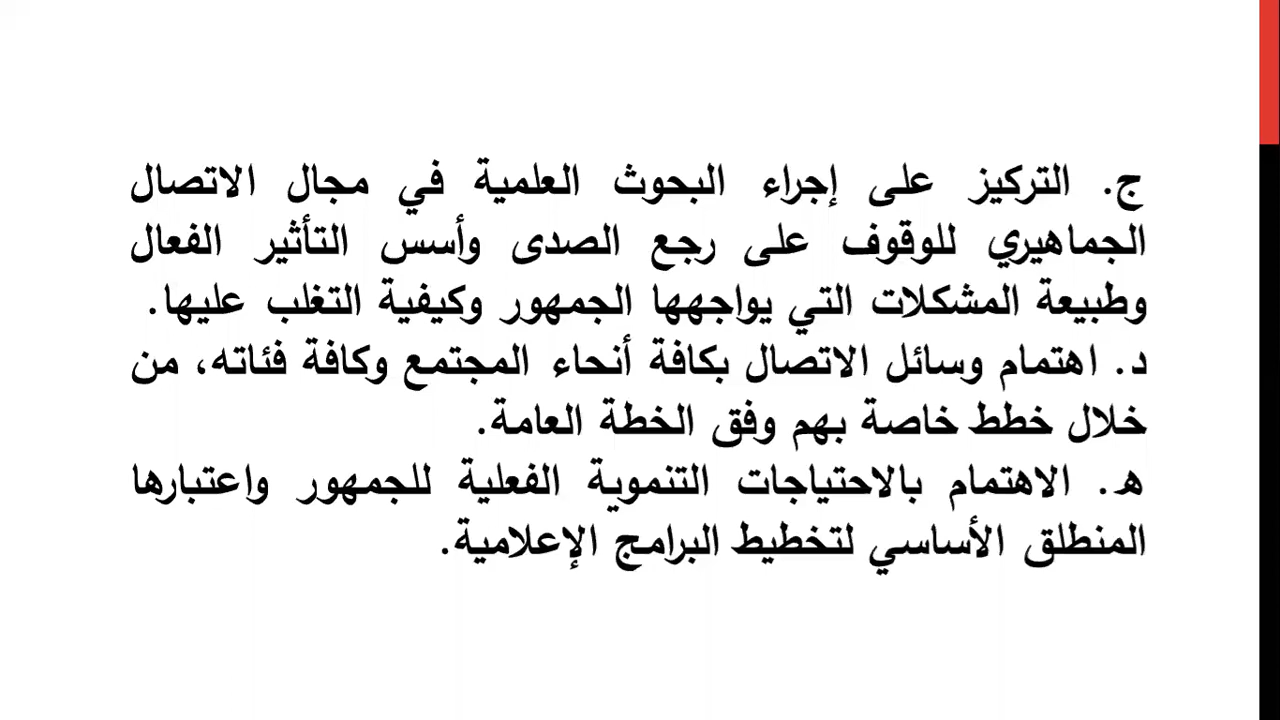 ج. التركيز على إجراء البحوث العلمية في مجال الاتصال
الجماهيري للوقوف على رجع الصدى وأسس التأثير الفعال
وطبيعة المشكلات التي يواجهها الجمهور وكيفية التغلب عليها.
د. اهتمام وسائل الاتصال بكافة أنحاء المجتمع وكافة فئاته، من
خلال خطط خاصة بهم وفق الخطة العامة.
هـ. الاهتمام بالاحتياجات التنموية الفعلية للجمهور واعتبارها
المنطلق الأساسي لتخطيط البرامج الإعلامية.